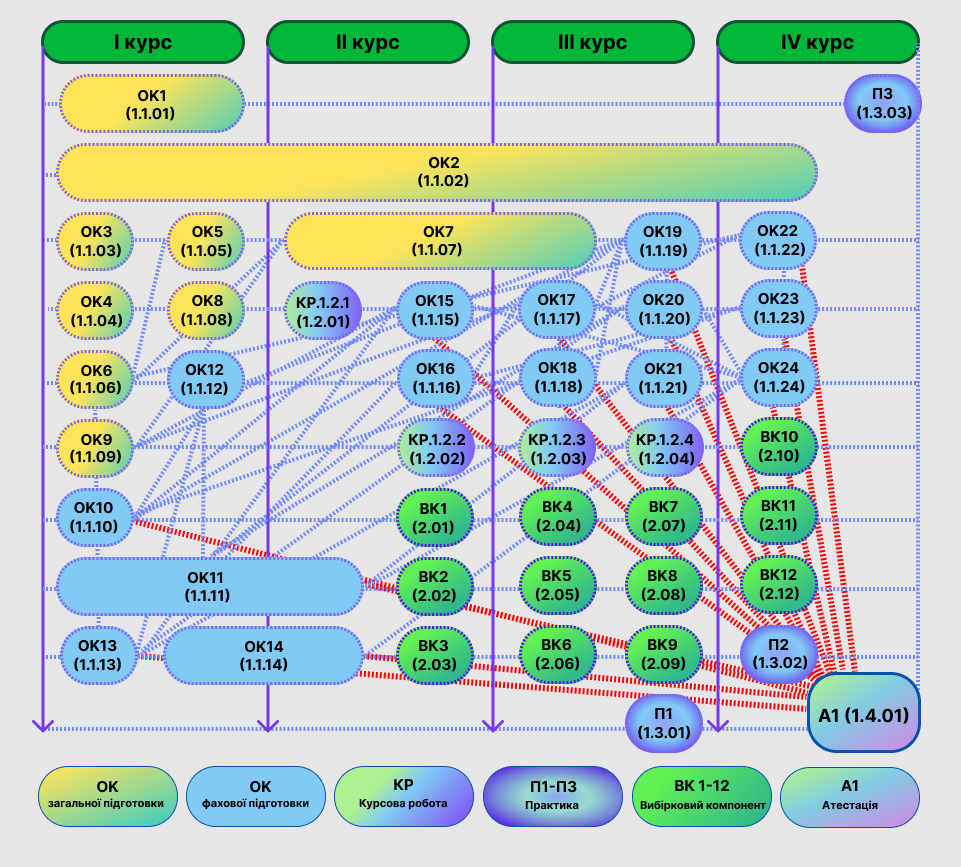 I курс
II курс
III курс
IV курс
ОК1
(1.1.01)
П3
(1.3.03)
ОК2
(1.1.02)
ОК3
(1.1.03)
ОК5
(1.1.05)
ОК7
(1.1.07)
ОК19
(1.1.19)
ОК22
(1.1.22)
ОК4
(1.1.04)
ОК8
(1.1.08)
КР.1.2.1
(1.2.01)
ОК15
(1.1.15)
ОК17
(1.1.17)
ОК20
(1.1.20)
ОК23
(1.1.23)
ОК6
(1.1.06)
ОК12
(1.1.12)
ОК16
(1.1.16)
ОК18
(1.1.18)
ОК21
(1.1.21)
ОК24
(1.1.24)
ОК9
(1.1.09)
КР.1.2.2
(1.2.02)
КР.1.2.3
(1.2.03)
КР.1.2.4
(1.2.04)
ВК10
(2.10)
ОК10
(1.1.10)
ВК1
(2.01)
ВК4
(2.04)
ВК7
(2.07)
ВК11
(2.11)
ОК11
(1.1.11)
ВК2
(2.02)
ВК5
(2.05)
ВК8
(2.08)
ВК12
(2.12)
ОК13
(1.1.13)
ОК14
(1.1.14)
ВК3
(2.03)
ВК6
(2.06)
ВК9
(2.09)
П2
(1.3.02)
П1
(1.3.01)
А1 (1.4.01)
ОК
загальної підготовки
ОК
фахової підготовки
КР
Курсова робота
П1-П3
Практика
ВК 1-12
Вибірковий компонент
А1
Атестація